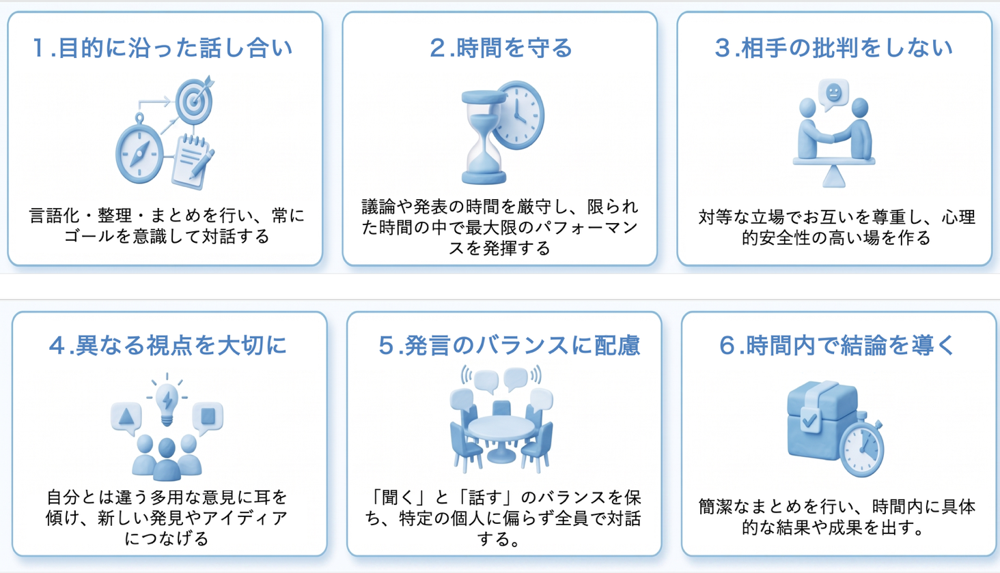 １.目的に沿った話し合い
言語化・整理・まとめを行い、常に
ゴールを意識して対話する
２.時間を守る
議論や発表の時間を厳守し、限られ
た時間の中で最大限のパフォーマン
スを発揮する
３.相手の批判をしない
対等な立場でお互いを尊重し、心理
的安全性の高い場を作る
４.異なる視点を大切に
自分とは違う多用な意見に耳を
傾け、新しい発見やアイディア
につなげる
５.発言のバランスに配慮
「聞く」と「話す」のバランスを保
ち、特定の個人に偏らず全員で対話
する。
６.時間内で結論を導く
簡潔なまとめを行い、時間内に具体
的な結果や成果を出す。